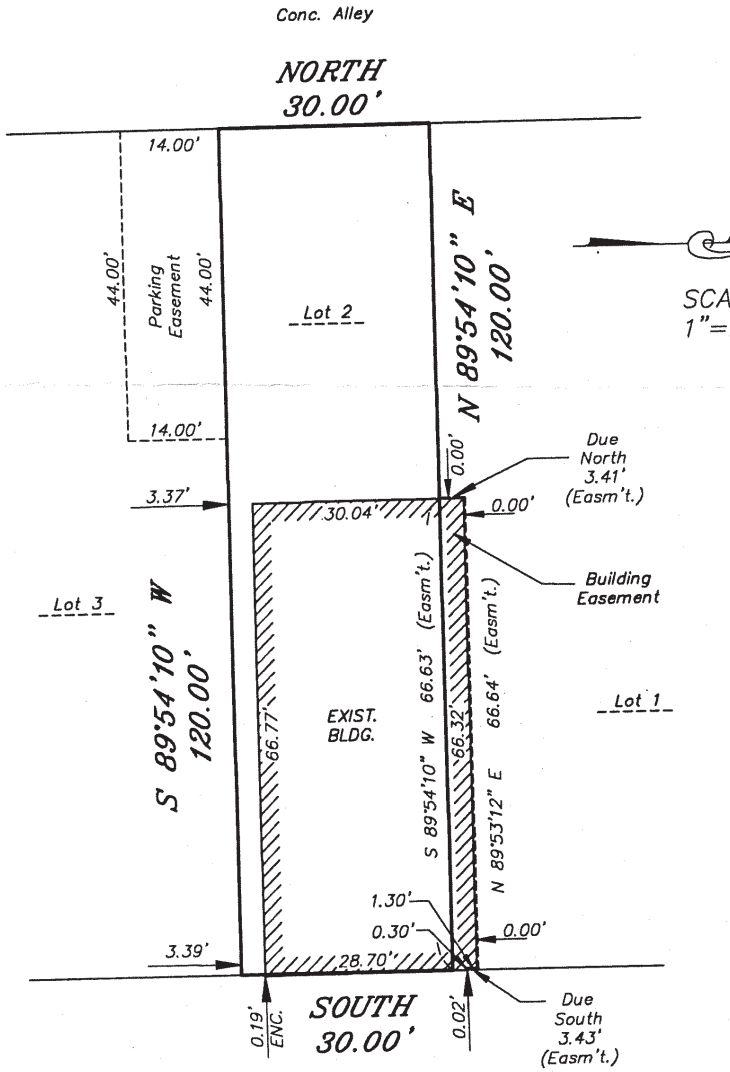 Conc. Alley
NORTH
30.00'
14.00'
44.00'
Parking
Easement
44.00'
Lot 2
N 89°54'10" E
120.00'
SCA
1"=
14.00'
0.00'
Due
North
3.41'
(Easm't.)
3.37'
30.04'
0.00'
Building
Easement
Lot 3
S 89°54'10" W
120.00'
66.77'
EXIST.
BLDG.
S 89°54'10" W 66.63' (Easm't.)
66.32'
N 89°53'12" E 66.64' (Easm't.)
Lot 1
1.30'
0.30'
0.00'
3.39'
28.70'
0.19'
ENC.
SOUTH
30.00'
0.02'
Due
South
3.43'
(Easm't.)